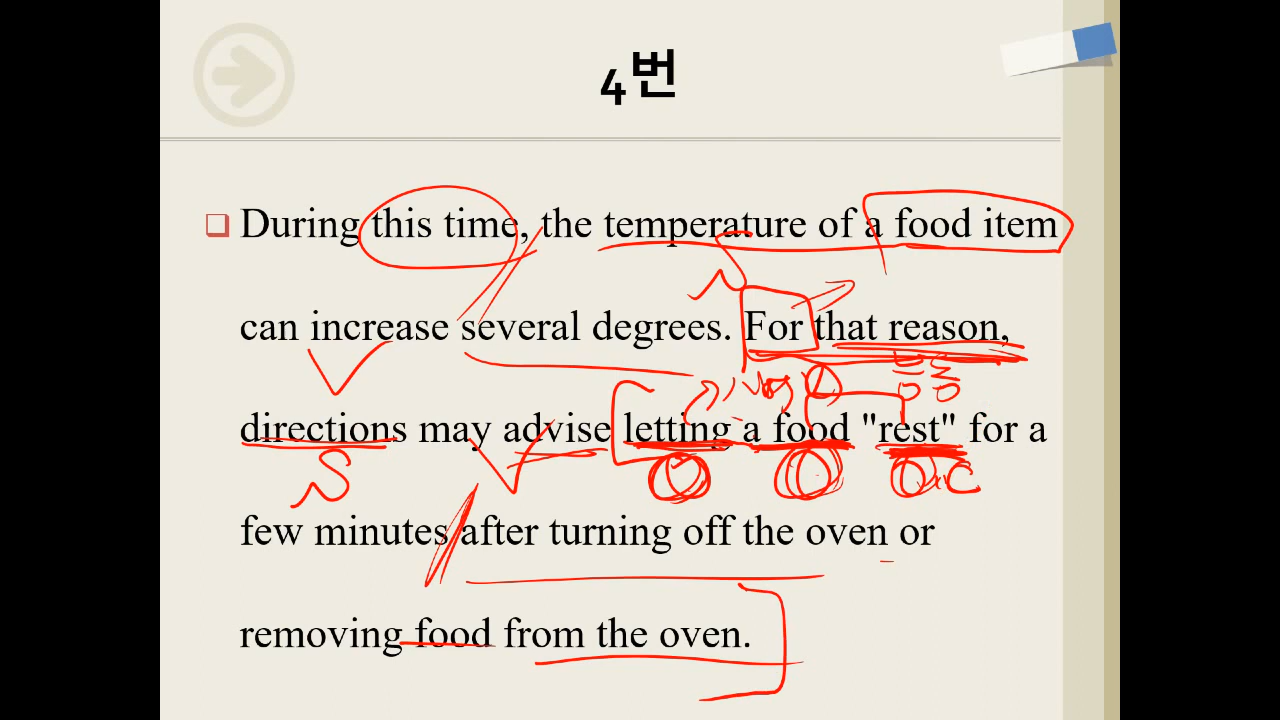 4번
During this time, the temperature of a food item
can increase several degrees. For that reason,
directions may advise letting a food "rest" for a
few minutes after turning off the oven or
removing food from the oven.
S
O.C